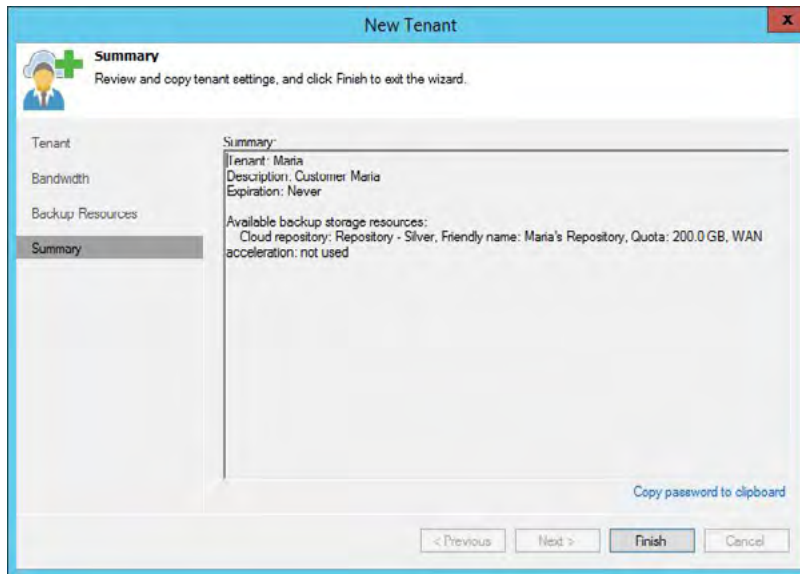 New Tenant
x
Summary
Review and copy tenant settings, and click Finish to exit the wizard.
Tenant
Bandwidth
Backup Resources
Summary
Summary:
Tenant: Maria
Description: Customer Maria
Expiration: Never
Available backup storage resources:
Cloud repository: Repository - Silver, Friendly name: Maria's Repository, Quota: 200.0 GB, WAN
acceleration: not used
Copy password to clipboard
< Previous
Next >
Finish
Cancel